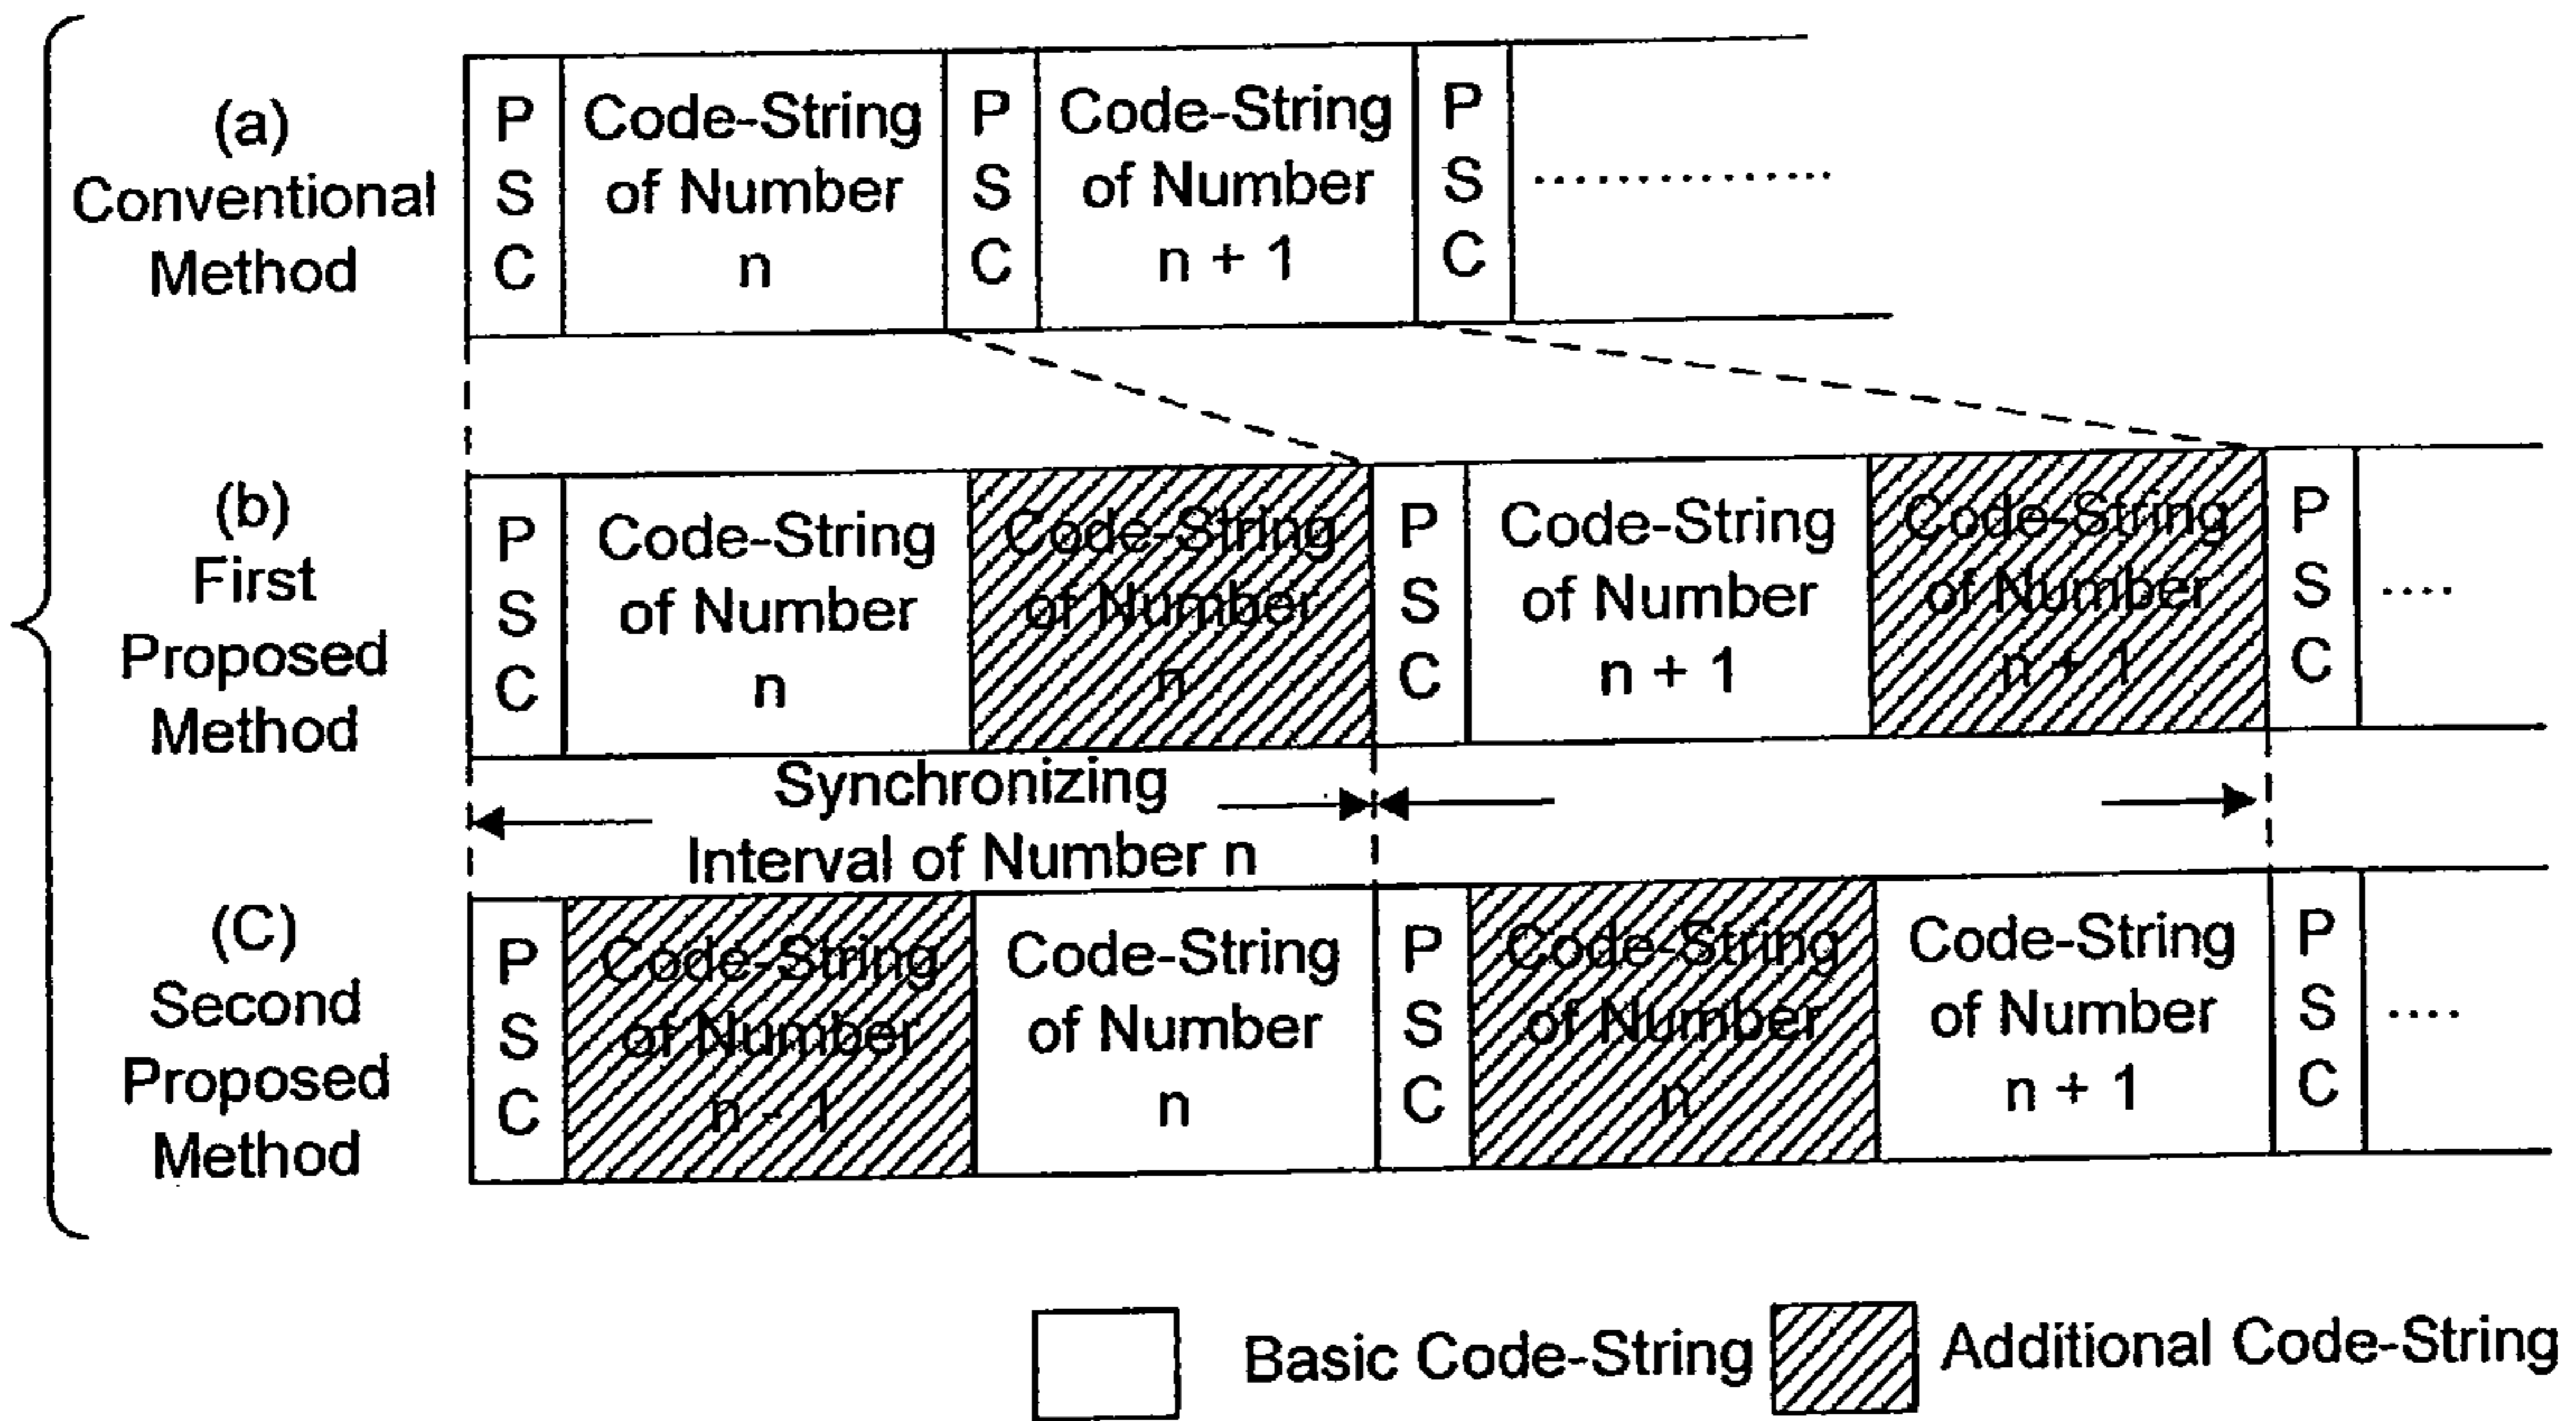 (a)
Conventional
Method
P
S
C
Code-String
of Number
n
P
S
C
Code-String
of Number
n + 1
P
S
C
...............
(b)
First
Proposed
Method
P
S
C
Code-String
of Number
n
Code-String
of Number
n
P
S
C
Code-String
of Number
n + 1
Code-String
of Number
n + 1
P
S
C
....
Synchronizing
Interval of Number n
(C)
Second
Proposed
Method
P
S
C
Code-String
of Number
n - 1
Code-String
of Number
n
P
S
C
Code-String
of Number
n
Code-String
of Number
n + 1
P
S
C
....
Basic Code-String
Additional Code-String